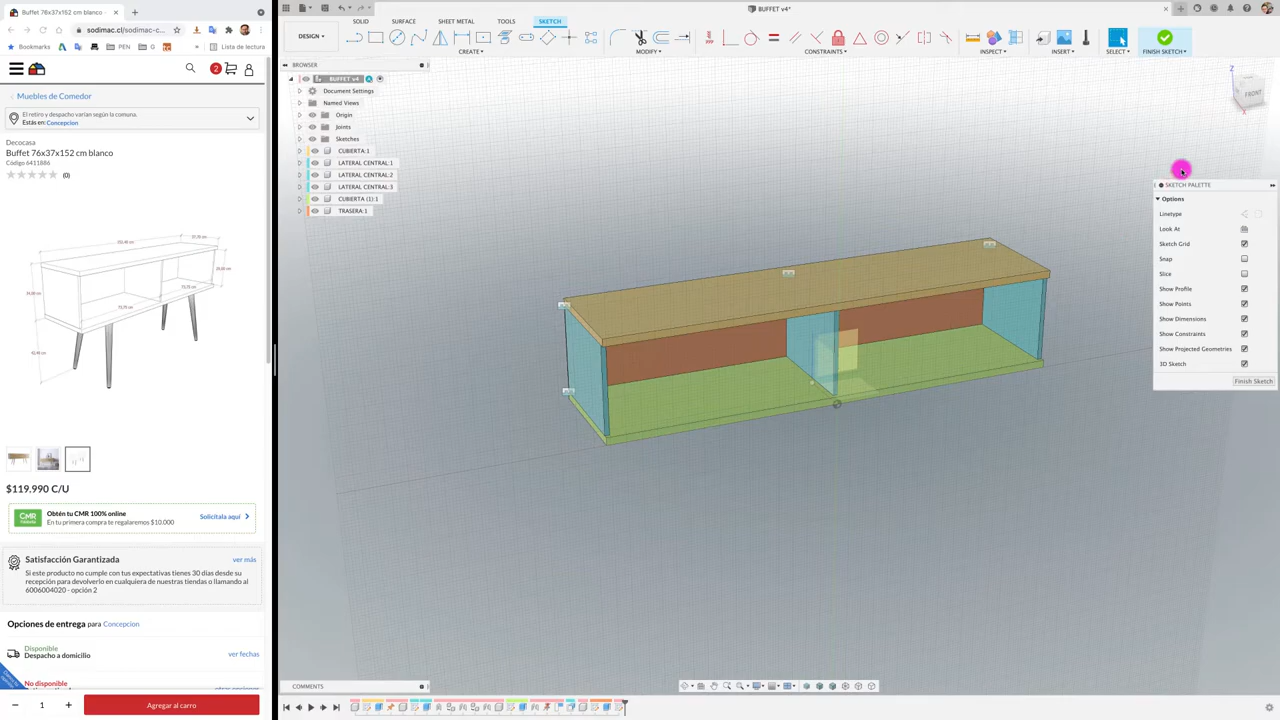 Buffet 76x37x152 cm blanco
sodimac.cl/sodimac-c...
Bookmarks
PEN
G
Lista de lectura
2
Muebles de Comedor
El retiro y despacho varían según la comuna.
Estás en: Concepcion
Decocasa
Buffet 76x37x152 cm blanco
Código 6411886
(0)
$119.990 C/U
CMR
Obtén tu CMR 100% online
En tu primera compra te regalaremos $10.000
Solicítala aquí
Satisfacción Garantizada
ver más
Si este producto no cumple con tus expectativas tienes 30 días desde su
recepción para devolverlo en cualquiera de nuestras tiendas o llamando al
6006004020 - opción 2
Opciones de entrega para Concepcion
Disponible
Despacho a domicilio
ver fechas
No disponible
1
Agregar al carro
BUFFET v4*
SOLID
SURFACE
SHEET METAL
TOOLS
SKETCH
DESIGN
CREATE
MODIFY
CONSTRAINTS
INSPECT
INSERT
SELECT
FINISH SKETCH
BROWSER
BUFFET v4
Document Settings
Named Views
Origin
Joints
Sketches
CUBIERTA:1
LATERAL CENTRAL:1
LATERAL CENTRAL:2
LATERAL CENTRAL:3
CUBIERTA (1):1
TRASERA:1
Z
FRONT
X
SKETCH PALETTE
Options
Linetype
Look At
Sketch Grid
Snap
Slice
Show Profile
Show Points
Show Dimensions
Show Constraints
Show Projected Geometries
3D Sketch
Finish Sketch
COMMENTS